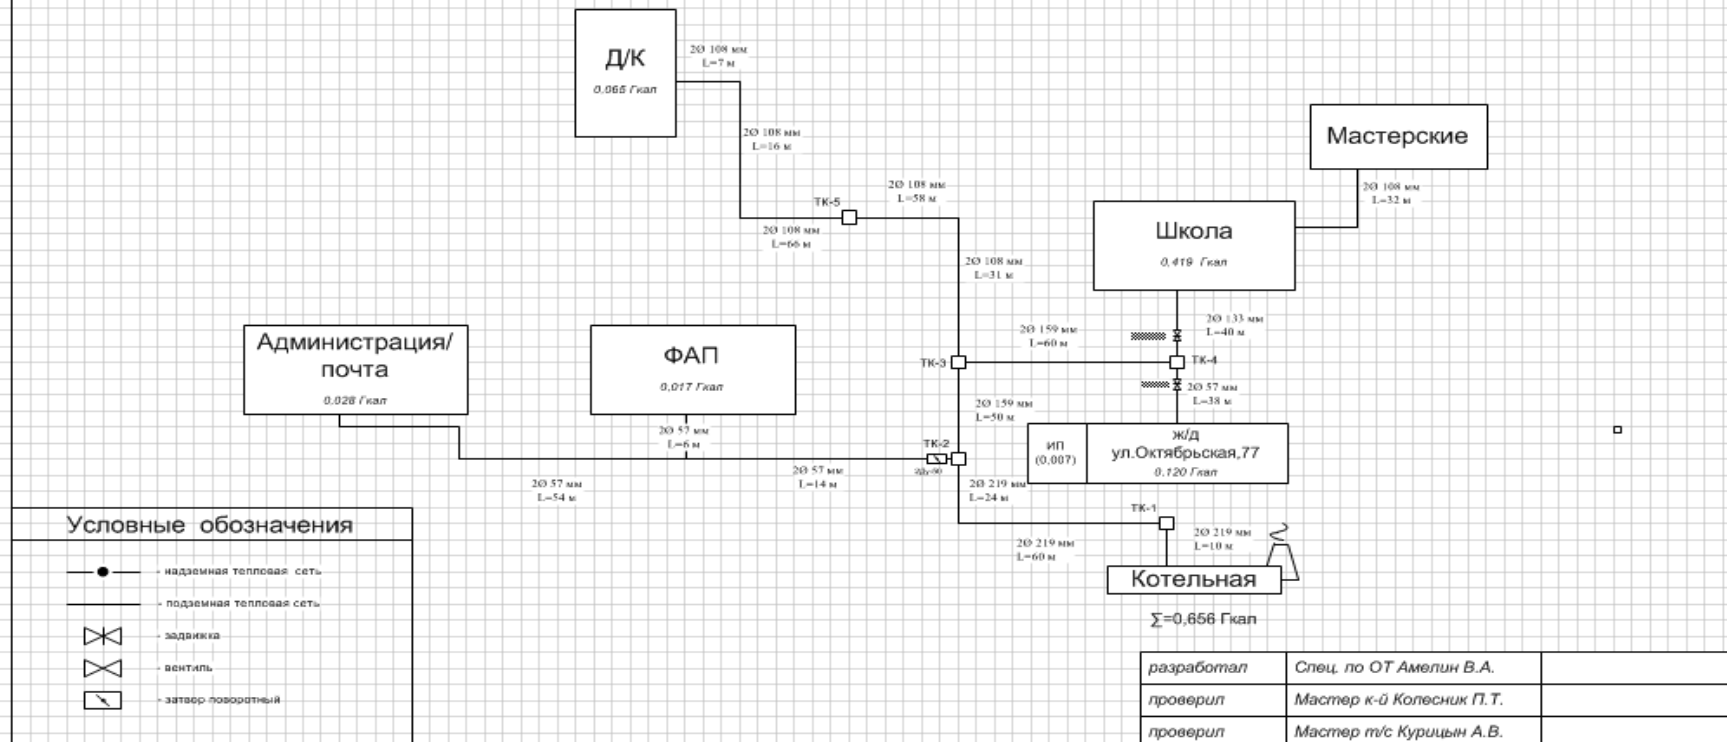 Д/К
0,065 Гкал
2Ø 108 мм
L=7 м
2Ø 108 мм
L=16 м
ТК-5
2Ø 108 мм
L=58 м
2Ø 108 мм
L=66 м
Мастерские
2Ø 108 мм
L=32 м
Школа
0,419 Гкал
2Ø 108 мм
L=31 м
2Ø 133 мм
L=40 м
2Ø 159 мм
L=60 м
ТК-3
ТК-4
2Ø 57 мм
L=38 м
Администрация/
почта
0,028 Гкал
ФАП
0,017 Гкал
2Ø 159 мм
L=50 м
2Ø 57 мм
L=6 м
ТК-2
ИП
(0,007)
ж/д
ул.Октябрьская,77
0,120 Гкал
2Ø 57 мм
L=54 м
2Ø 57 мм
L=14 м
2Ø 219 мм
L=24 м
ТК-1
2Ø 219 мм
L=60 м
2Ø 219 мм
L=10 м
Котельная
∑=0,656 Гкал
Условные обозначения
- надземная тепловая сеть
- подземная тепловая сеть
- задвижка
- вентиль
- затвор поворотный
разработал Спец. по ОТ Амелин В.А.
проверил Мастер к-й Колесник П.Т.
проверил Мастер т/с Курицын А.В.